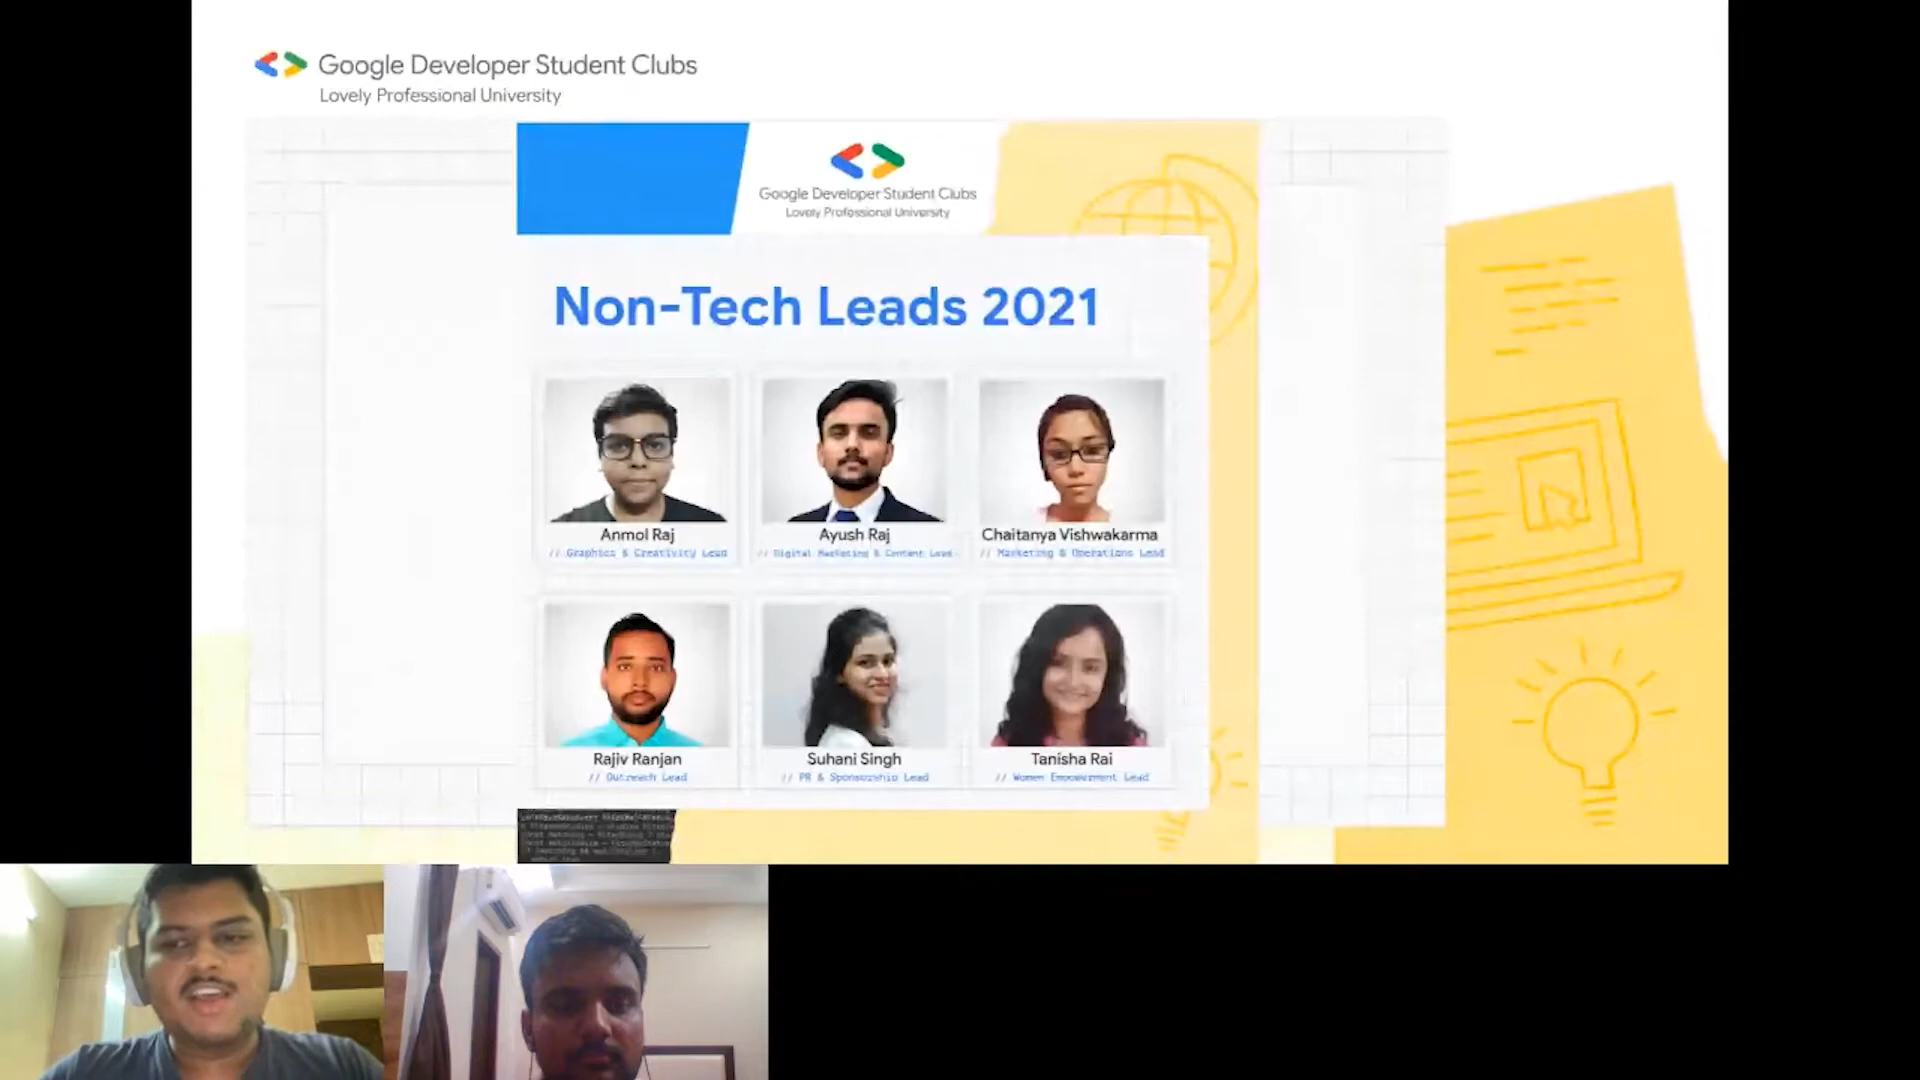 Google Developer Student Clubs
Lovely Professional University
Google Developer Student Clubs
Lovely Professional University
Non-Tech Leads 2021
Anmol Raj
// Graphics & Creativity Lead
Ayush Raj
// Digital Marketing & Content Lead
Chaitanya Vishwakarma
// Marketing & Operations Lead
Rajiv Ranjan
// Outreach Lead
Suhani Singh
// PR & Sponsorship Lead
Tanisha Rai
// Women Empowerment Lead